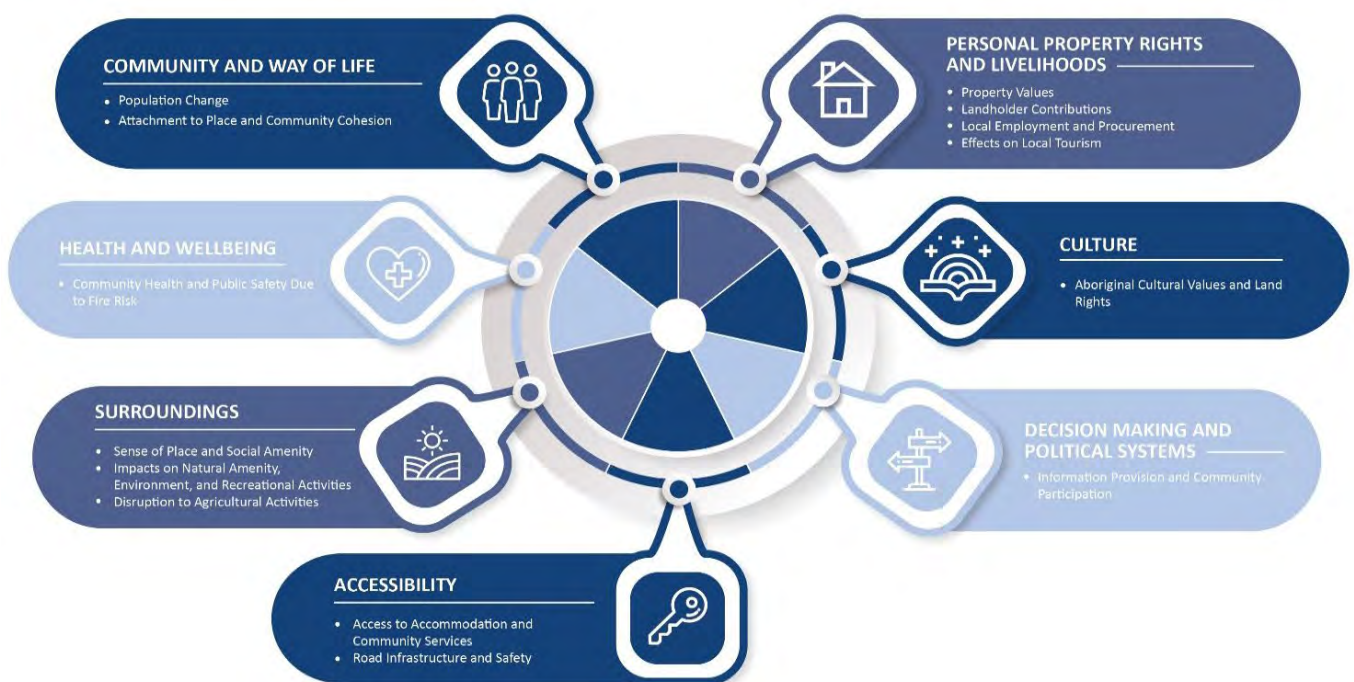 COMMUNITY AND WAY OF LIFE
• Population Change
• Attachment to Place and Community Cohesion
PERSONAL PROPERTY RIGHTS
AND LIVELIHOODS
• Property Values
• Landholder Contributions
• Local Employment and Procurement
• Effects on Local Tourism
HEALTH AND WELLBEING
• Community Health and Public Safety Due
to Fire Risk
CULTURE
• Aboriginal Cultural Values and Land
Rights
SURROUNDINGS
• Sense of Place and Social Amenity
• Impacts on Natural Amenity,
Environment, and Recreational Activities
• Disruption to Agricultural Activities
DECISION MAKING AND
POLITICAL SYSTEMS
• Information Provision and Community
Participation
ACCESSIBILITY
• Access to Accommodation and
Community Services
• Road Infrastructure and Safety